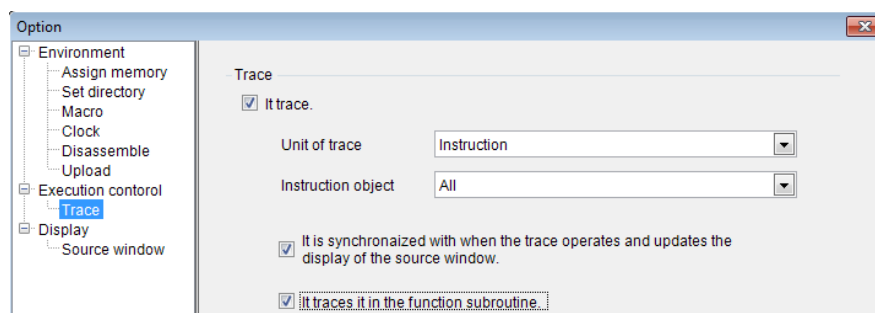 Option
Environment
Assign memory
Set directory
Macro
Clock
Disassemble
Upload
Execution contorol
Trace
Display
Source window
Trace
It trace.
Unit of trace
Instruction
Instruction object
All
It is synchronaized with when the trace operates and updates the
display of the source window.
It traces it in the function subroutine.